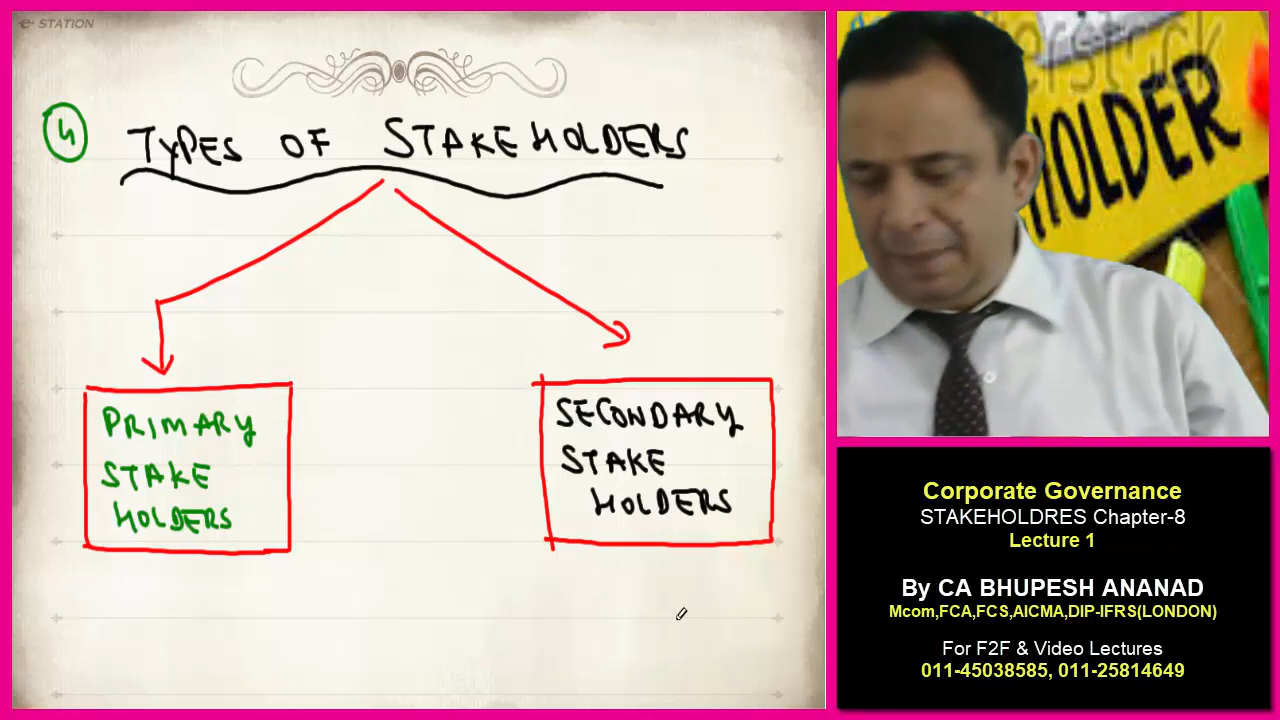 e- STATION
4
TYPES OF STAKEHOLDERS
PRIMARY
STAKE
HOLDERS
SECONDARY
STAKE
HOLDERS
HOLDER
Corporate Governance
STAKEHOLDRES Chapter-8
Lecture 1
By CA BHUPESH ANANAD
Mcom,FCA,FCS,AICMA,DIP-IFRS(LONDON)
For F2F & Video Lectures
011-45038585, 011-25814649